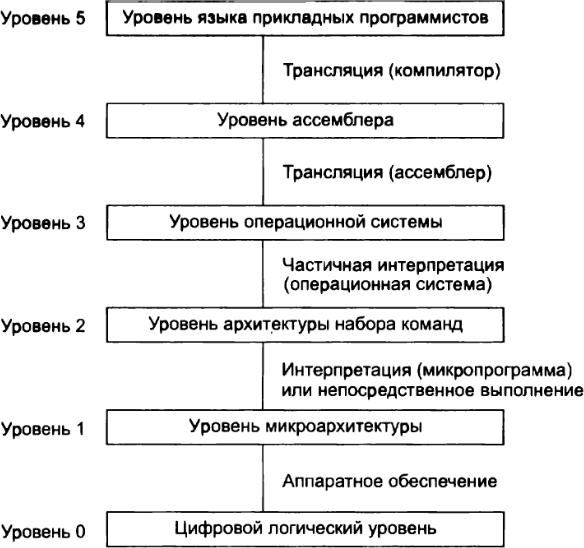 Уровень 5 Уровень языка прикладных программистов
Трансляция (компилятор)
Уровень 4 Уровень ассемблера
Трансляция (ассемблер)
Уровень 3 Уровень операционной системы
Частичная интерпретация
(операционная система)
Уровень 2 Уровень архитектуры набора команд
Интерпретация (микропрограмма)
или непосредственное выполнение
Уровень 1 Уровень микроархитектуры
Аппаратное обеспечение
Уровень 0 Цифровой логический уровень